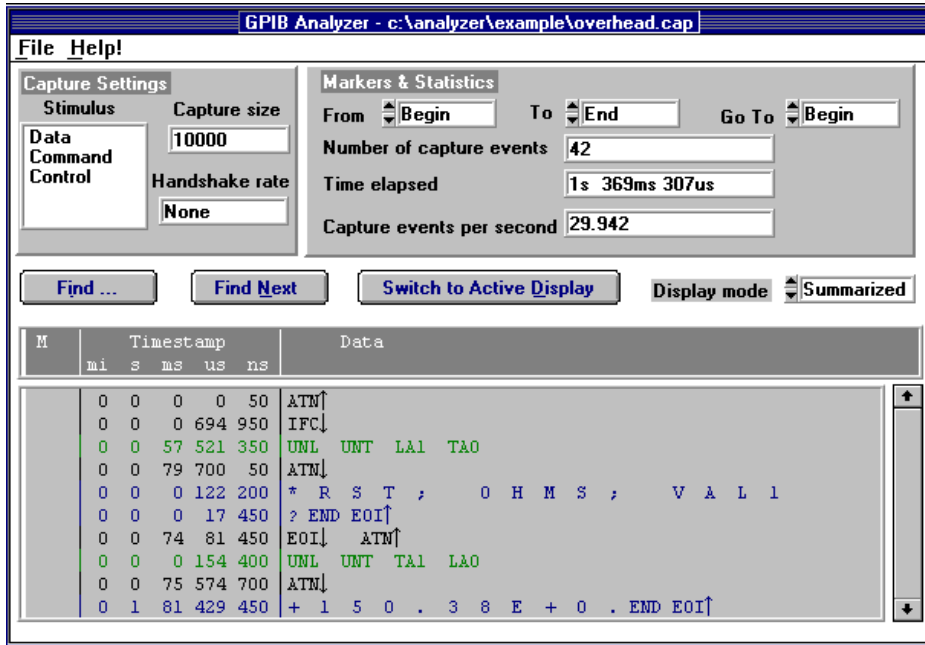 GPIB Analyzer - c:\analyzer\example\overhead.cap
File Help!
Capture Settings
Stimulus
Data
Command
Control
Capture size
10000
Handshake rate
None
Markers & Statistics
From Begin To End Go To Begin
Number of capture events 42
Time elapsed 1s 369ms 307us
Capture events per second 29.942
Find ... Find Next Switch to Active Display Display mode Summarized
M Timestamp Data
mi s ms us ns
0 0 0 0 50 ATN↑
0 0 0 694 950 IFC↓
0 0 57 521 350 UNL UNT LA1 TA0
0 0 79 700 50 ATN↓
0 0 0 122 200 * R S T ; O H M S ; V A L 1
0 0 0 17 450 ? END EOI↑
0 0 74 81 450 EOI↓ ATN↑
0 0 0 154 400 UNL UNT TA1 LA0
0 0 75 574 700 ATN↓
0 1 81 429 450 + 1 5 0 . 3 8 E + 0 . END EOI↑